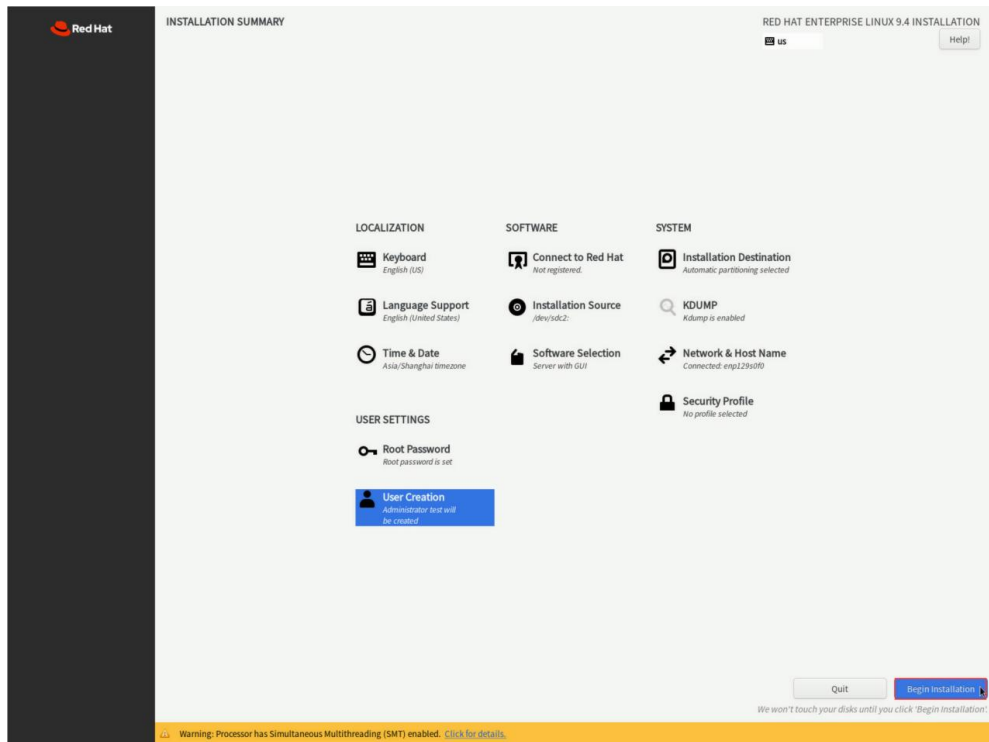 Red Hat
INSTALLATION SUMMARY
RED HAT ENTERPRISE LINUX 9.4 INSTALLATION
us
Help!
LOCALIZATION
Keyboard
English (US)
Language Support
English (United States)
Time & Date
Asia/Shanghai timezone
SOFTWARE
Connect to Red Hat
Not registered.
Installation Source
/dev/sdc2:
Software Selection
Server with GUI
SYSTEM
Installation Destination
Automatic partitioning selected
KDUMP
Kdump is enabled
Network & Host Name
Connected: enp129s0f0
Security Profile
No profile selected
USER SETTINGS
Root Password
Root password is set
User Creation
Administrator test will
be created
Quit
Begin Installation
We won't touch your disks until you click 'Begin Installation'.
Warning: Processor has Simultaneous Multithreading (SMT) enabled. Click for details.